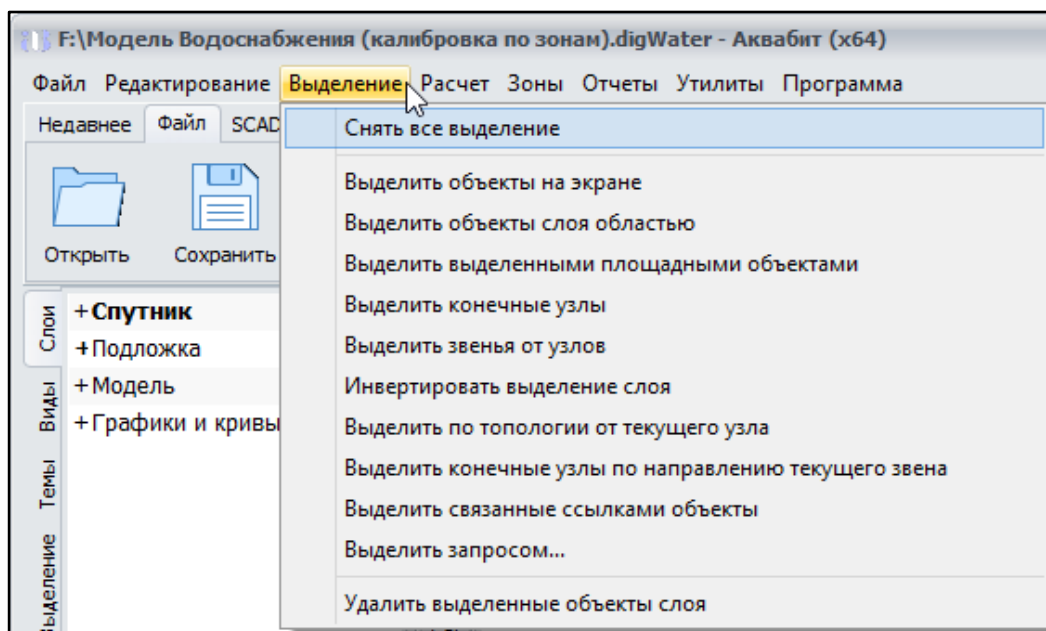 F:\Модель Водоснабжения (калибровка по зонам).digWater - Аквабит (x64)
Файл Редактирование Выделение Расчет Зоны Отчеты Утилиты Программа
Недавнее Файл SCAD
Снять все выделение
Выделить объекты на экране
Выделить объекты слоя областью
Открыть Сохранить
Выделить выделенными площадными объектами
Слои
+Спутник
Выделить конечные узлы
+Подложка
Выделить звенья от узлов
Виды
+Модель
Инвертировать выделение слоя
+Графики и кривы
Выделить по топологии от текущего узла
Темы
Выделить конечные узлы по направлению текущего звена
Выделить связанные ссылками объекты
Выделение
Выделить запросом...
Удалить выделенные объекты слоя